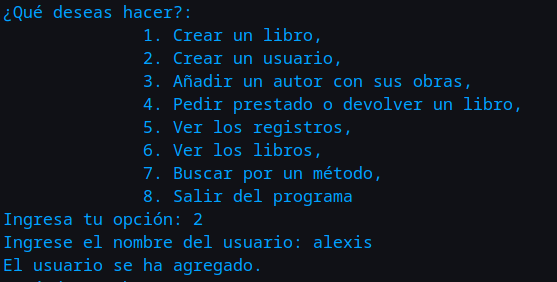 ¿Qué deseas hacer?:
1. Crear un libro,
2. Crear un usuario,
3. Añadir un autor con sus obras,
4. Pedir prestado o devolver un libro,
5. Ver los registros,
6. Ver los libros,
7. Buscar por un método,
8. Salir del programa
Ingresa tu opción: 2
Ingrese el nombre del usuario: alexis
El usuario se ha agregado.